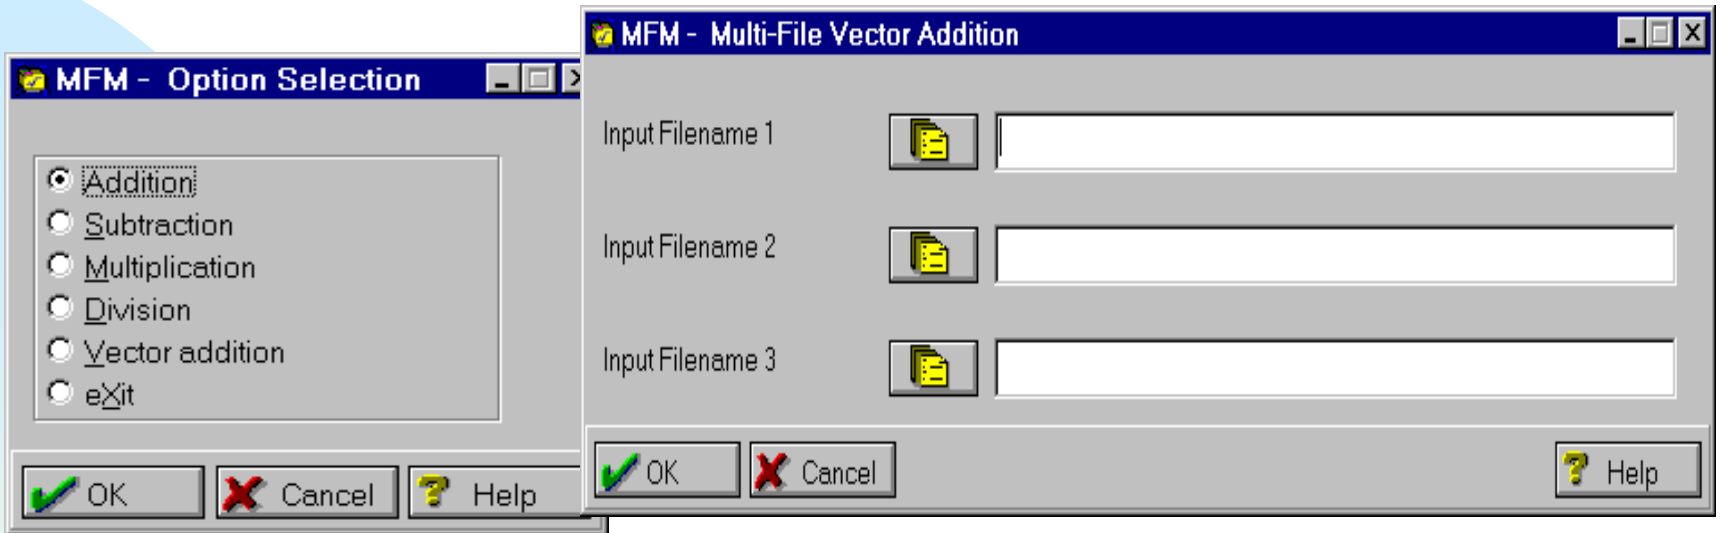 MFM - Option Selection
Addition
Subtraction
Multiplication
Division
Vector addition
eXit
OK
Cancel
Help
MFM - Multi-File Vector Addition
Input Filename 1
Input Filename 2
Input Filename 3
OK
Cancel
Help